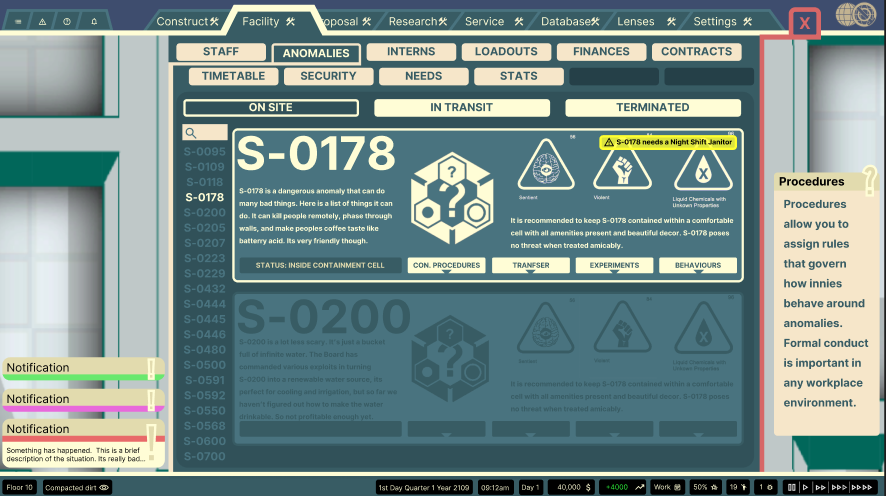 Construct
Facility
oposal
Research
Service
Database
Lenses
Settings
X
STAFF
ANOMALIES
INTERNS
LOADOUTS
FINANCES
CONTRACTS
TIMETABLE
SECURITY
NEEDS
STATS
ON SITE
IN TRANSIT
TERMINATED
S-0095
S-0109
S-0118
S-0178
S-0200
S-0205
S-0207
S-0223
S-0229
S-0432
S-0444
S-0445
S-0446
S-0480
S-0500
S-0591
S-0592
S-0550
S-0568
S-0600
S-0700
S-0178
S-0178 is a dangerous anomaly that can do
many bad things. Here is a list of things it can
do. It can kill people remotely, phase through
walls, and make peoples coffee taste like
batterry acid. Its very friendly though.
STATUS: INSIDE CONTAINMENT CELL
S-0178 needs a Night Shift Janitor
Sentient
Violent
Liquid Chemicals with
Unkown Properties
It is recommended to keep S-0178 contained within a comfortable
cell with all amenities present and beautiful decor. S-0178 poses
no threat when treated amicably.
CON. PROCEDURES
TRANFSER
EXPERIMENTS
BEHAVIOURS
S-0200
S-0200 is a lot less scary. It's just a bucket
full of infinite water. The Board has
commanded various exploits in turning
S-0200 into a renewable water source, its
perfect for cooling and irrigation, but so far we
haven't figured out how to make the water
drinkable. So not profitable enough yet.
Sentient
Violent
Liquid Chemicals with
Unkown Properties
It is recommended to keep S-0178 contained within a comfortable
cell with all amenities present and beautiful decor. S-0178 poses
no threat when treated amicably.
Procedures
?
Procedures
allow you to
assign rules
that govern
how innies
behave around
anomalies.
Formal conduct
is important in
any workplace
environment.
Notification
Notification
Notification
Something has happened. This is a brief
description of the situation. Its really bad...
Floor 10
Compacted dirt
1st Day Quarter 1 Year 2109
09:12am
Day 1
40,000 $
+4000
Work
50%
19
1